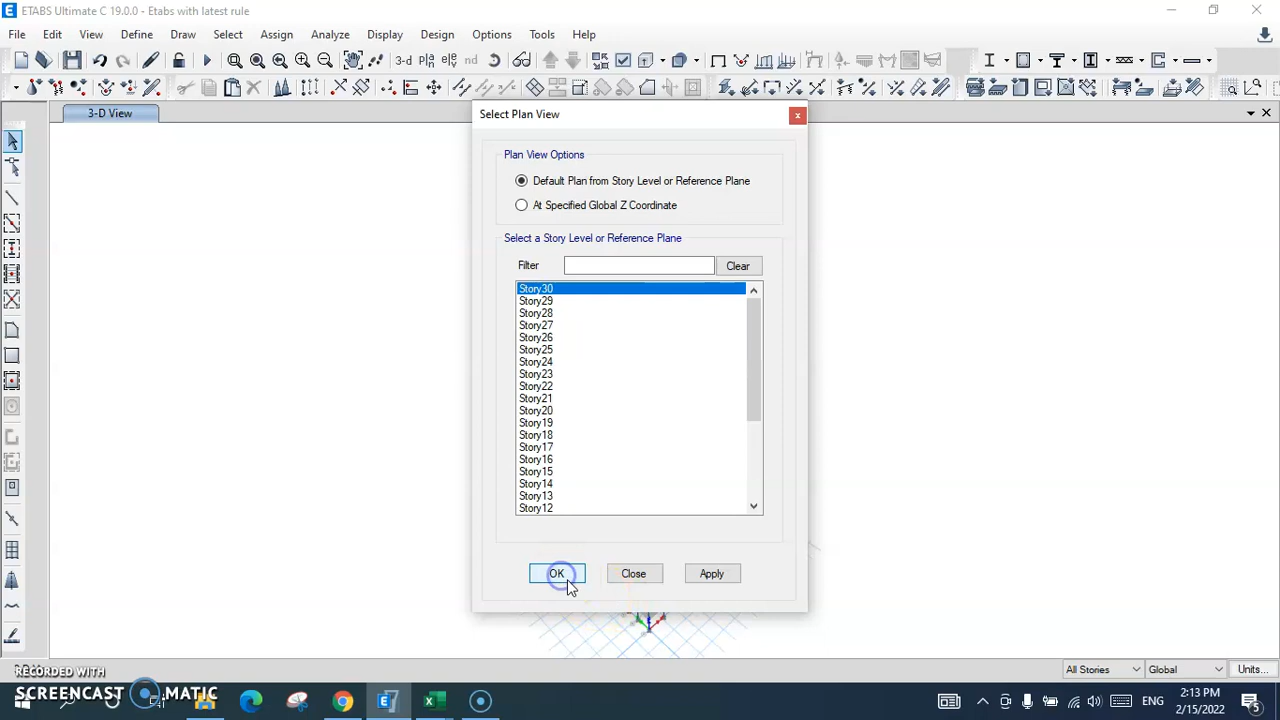 E ETABS Ultimate C 19.0.0 - Etabs with latest rule
File Edit View Define Draw Select Assign Analyze Display Design Options Tools Help
3-d nd
3-D View
Select Plan View
Plan View Options
Default Plan from Story Level or Reference Plane
At Specified Global Z Coordinate
Select a Story Level or Reference Plane
Filter Clear
Story30
Story29
Story28
Story27
Story26
Story25
Story24
Story23
Story22
Story21
Story20
Story19
Story18
Story17
Story16
Story15
Story14
Story13
Story12
OK Close Apply
All Stories Global Units...
RECORDED WITH
SCREENCAST MATIC
ENG 2:13 PM
2/15/2022 5